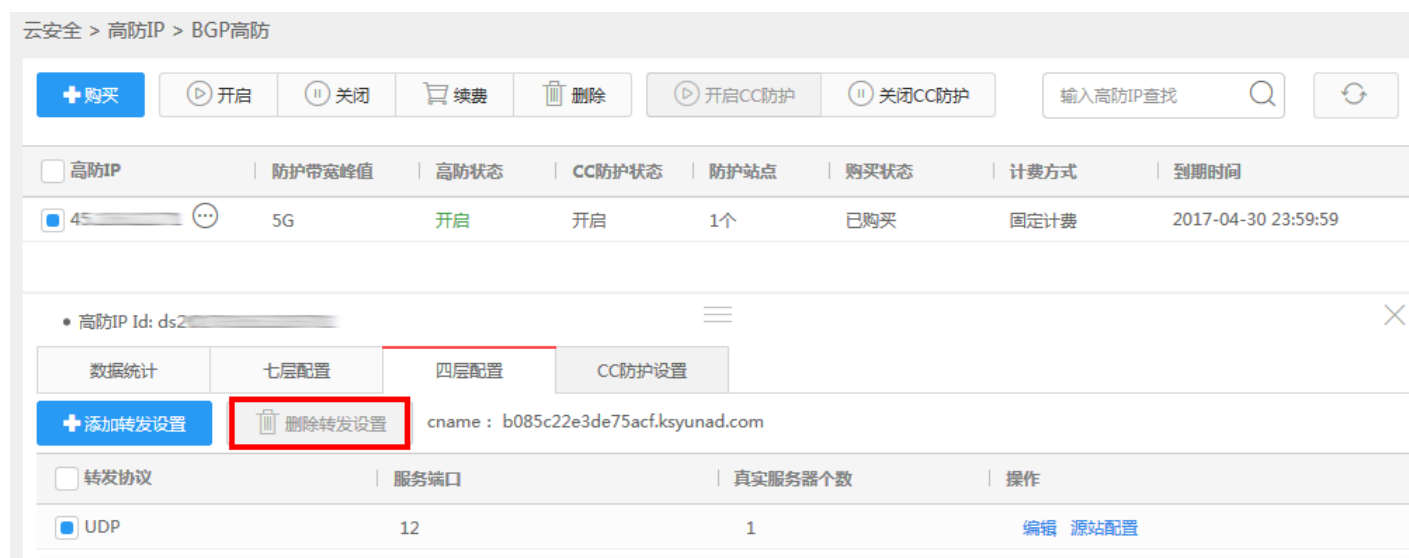 云安全 > 高防IP > BGP高防
购买 开启 关闭 续费 删除 开启CC防护 关闭CC防护 输入高防IP查找
高防IP 防护带宽峰值 高防状态 CC防护状态 防护站点 购买状态 计费方式 到期时间
45 5G 开启 开启 1个 已购买 固定计费 2017-04-30 23:59:59
• 高防IP Id: ds2
数据统计 七层配置 四层配置 CC防护设置
添加转发设置 删除转发设置 cname : b085c22e3de75acf.ksyunad.com
转发协议 服务端口 真实服务器个数 操作
UDP 12 1 编辑 源站配置